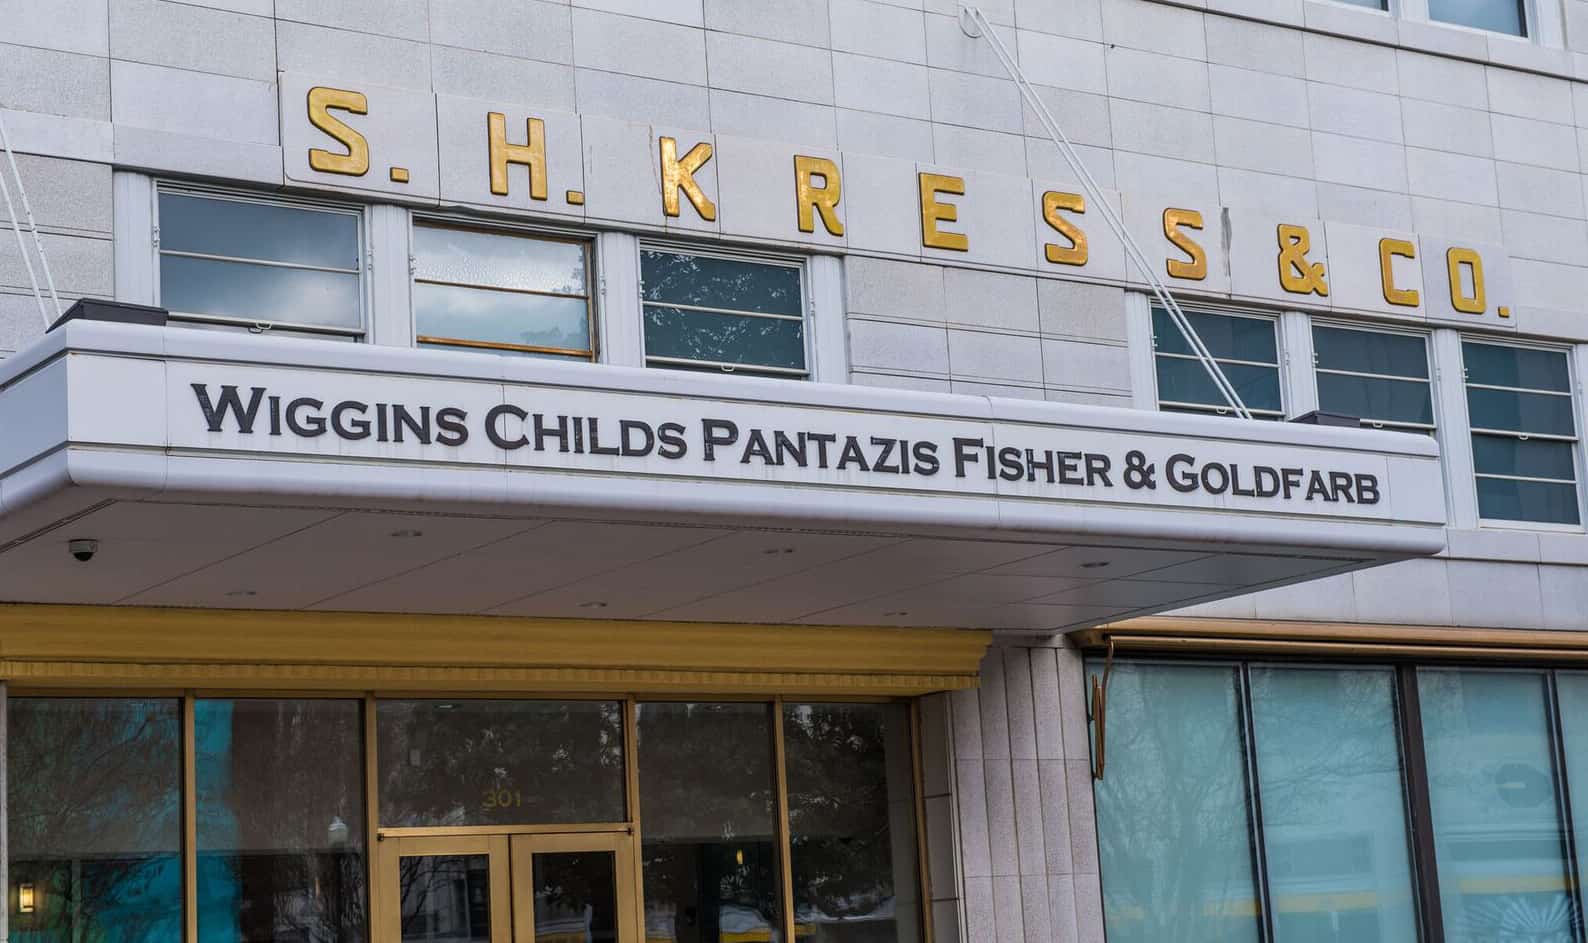 S. H. KRESS & CO.
WIGGINS CHILDS PANTAZIS FISHER & GOLDFARB
301